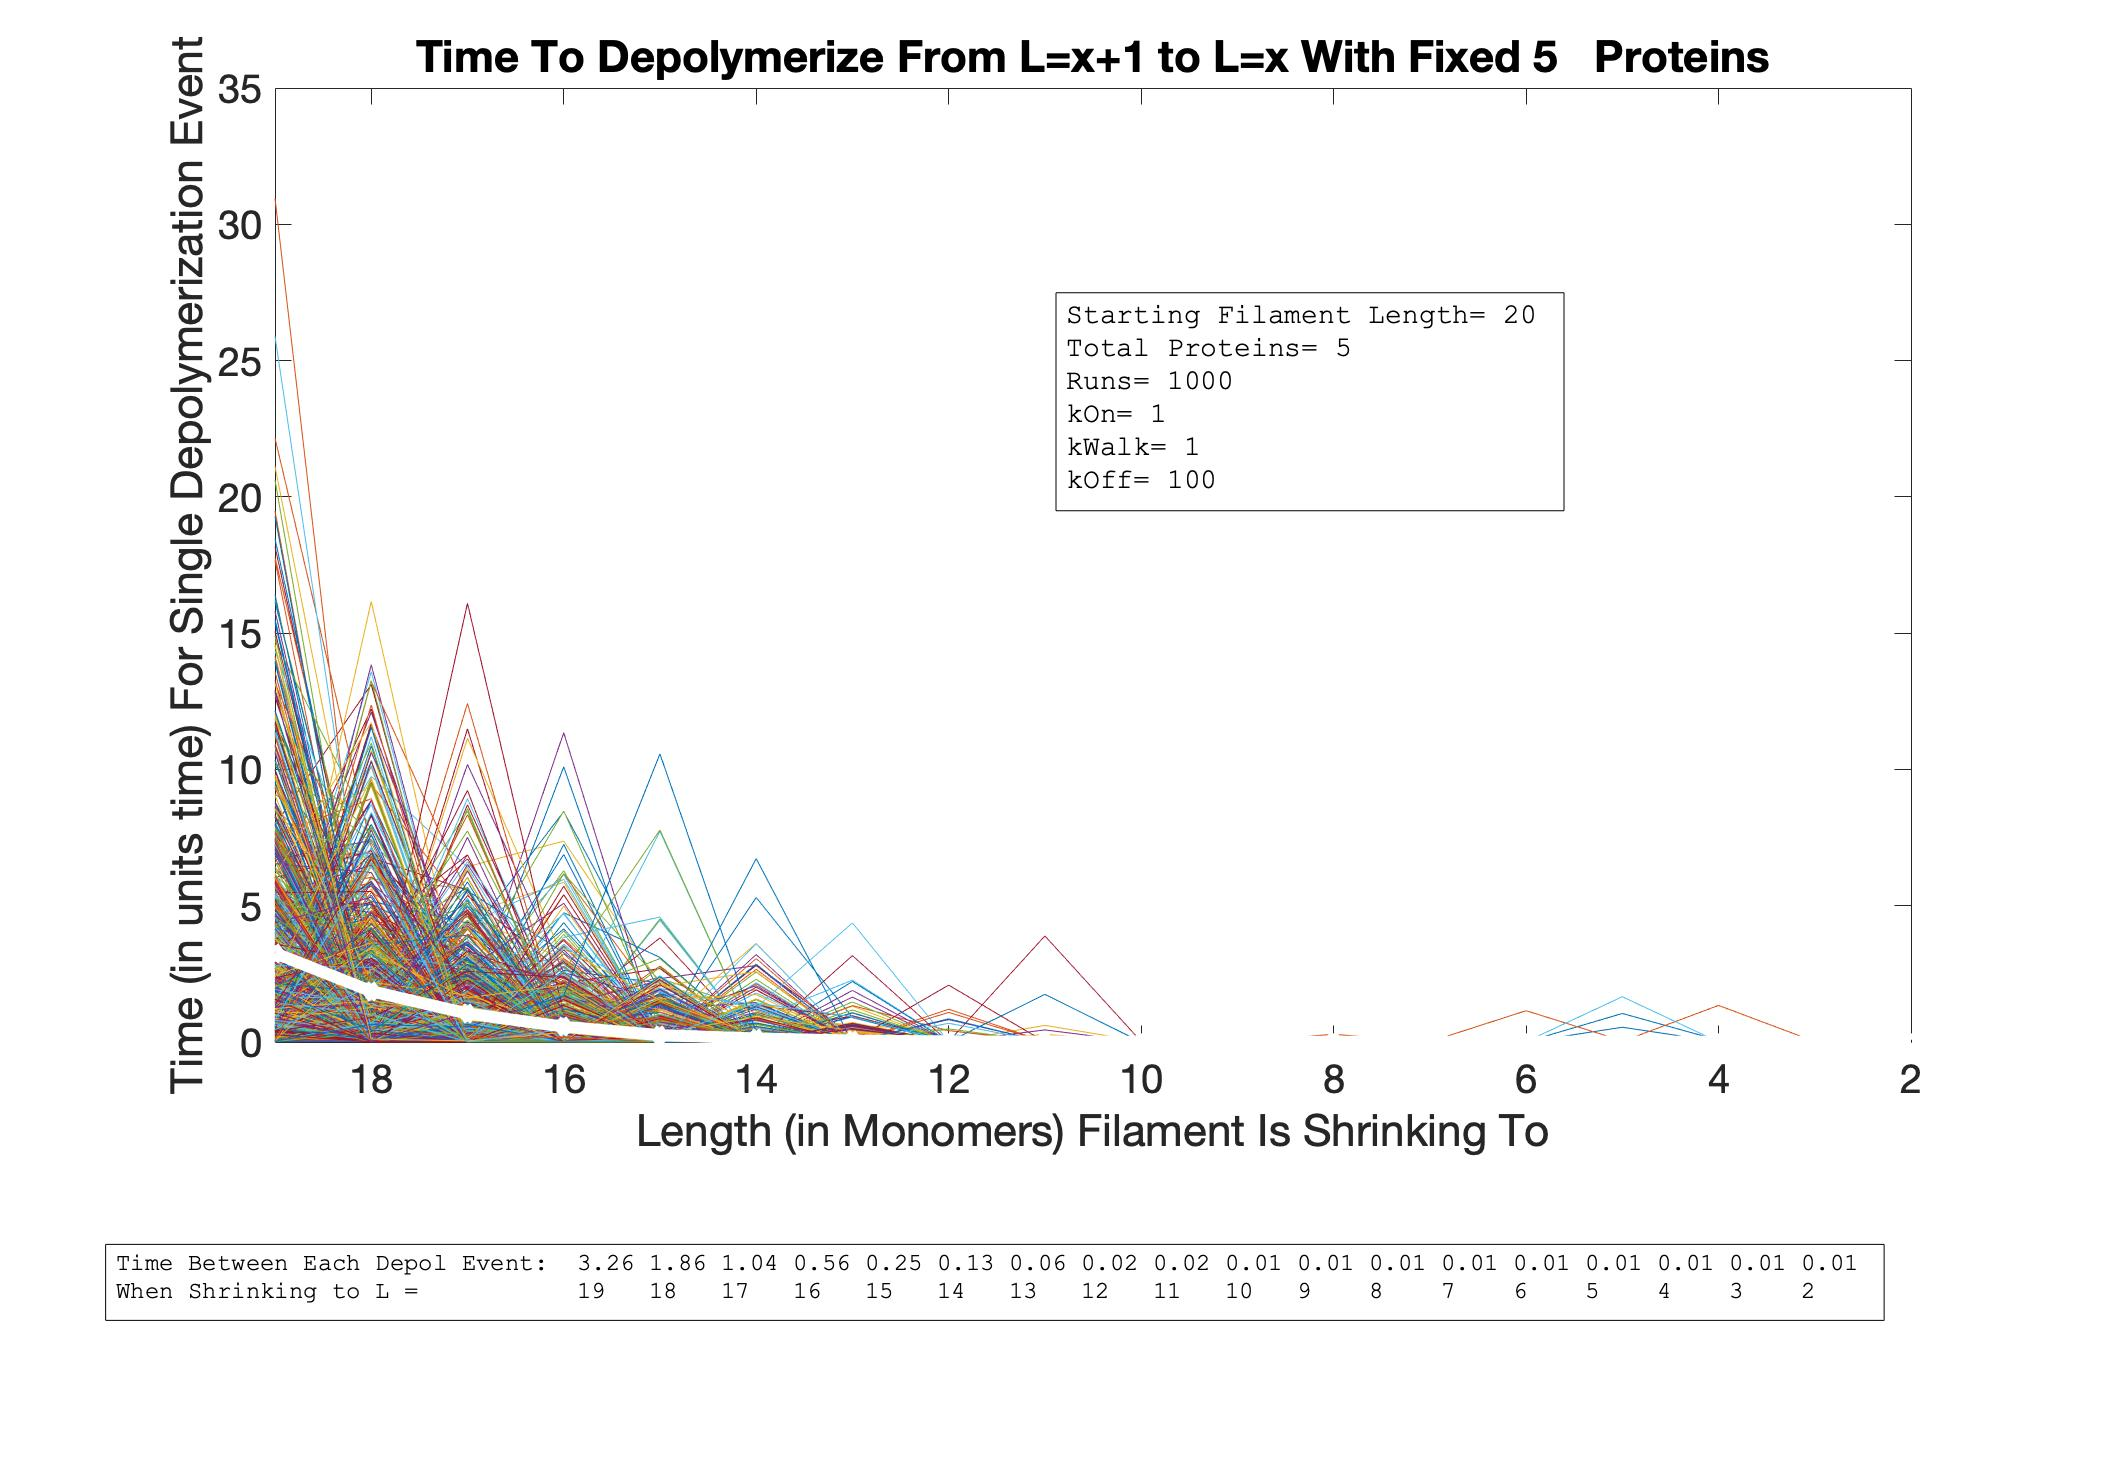 Time To Depolymerize From L=x+1 to L=x With Fixed 5   Proteins
Time (in units time) For Single Depolymerization Event
35
30
25
20
15
10
5
0
Starting Filament Length= 20
Total Proteins= 5
Runs= 1000
kOn= 1
kWalk= 1
kOff= 100
18 16 14 12 10 8 6 4 2
Length (in Monomers) Filament Is Shrinking To
Time Between Each Depol Event: 3.26 1.86 1.04 0.56 0.25 0.13 0.06 0.02 0.02 0.01 0.01 0.01 0.01 0.01 0.01 0.01 0.01 0.01
When Shrinking to L = 19 18 17 16 15 14 13 12 11 10 9 8 7 6 5 4 3 2